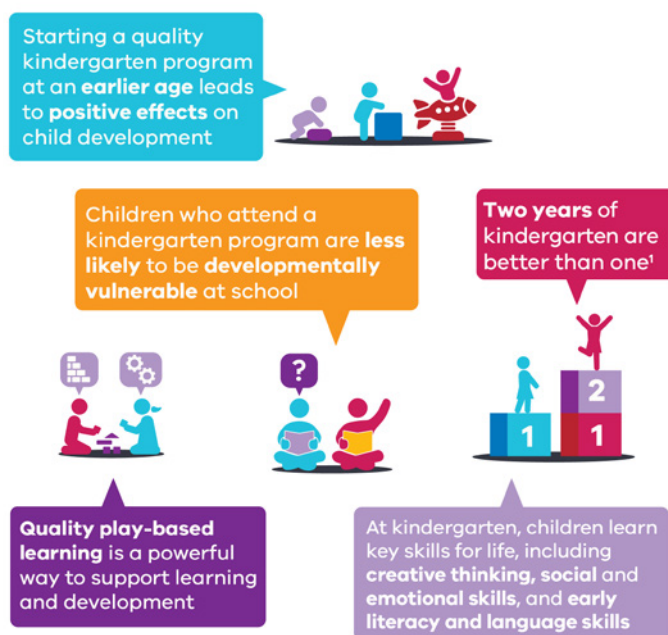 Starting a quality
kindergarten program
at an earlier age leads
to positive effects on
child development
Children who attend a
kindergarten program are less
likely to be developmentally
vulnerable at school
Two years of
kindergarten are
better than one¹
?
1
2
1
Quality play-based
learning is a powerful
way to support learning
and development
At kindergarten, children learn
key skills for life, including
creative thinking, social and
emotional skills, and early
literacy and language skills